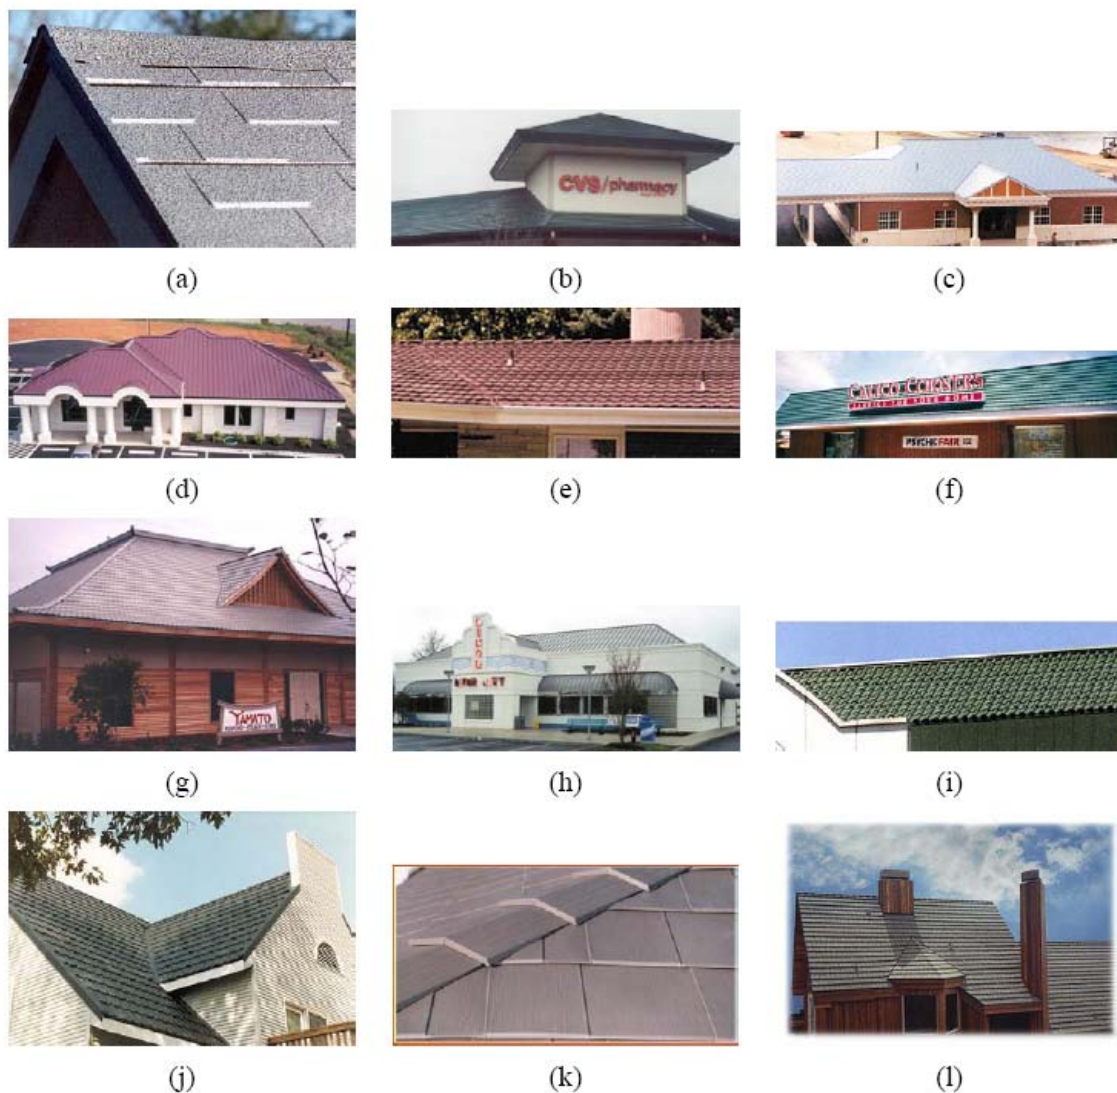 CVS/pharmacy
(a)
(b)
(c)
CALICO CORNERS
PSYCHIC FAIR
(d)
(e)
(f)
YAMATO
(g)
(h)
(i)
(j)
(k)
(l)